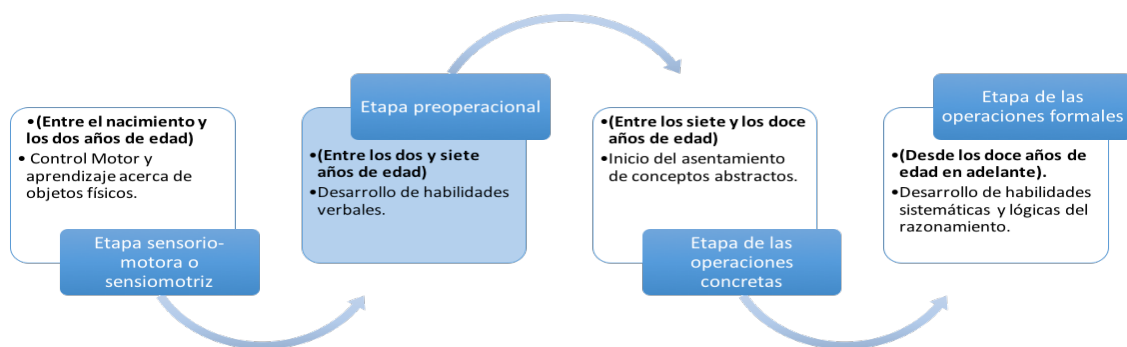 •(Entre el nacimiento y
los dos años de edad)
• Control Motor y
aprendizaje acerca de
objetos físicos.
Etapa sensorio-
motora o
sensiomotriz
Etapa preoperacional
•(Entre los dos y siete
años de edad)
•Desarrollo de habilidades
verbales.
•(Entre los siete y los doce
años de edad)
•Inicio del asentamiento
de conceptos abstractos.
Etapa de las
operaciones
concretas
Etapa de las
operaciones formales
•(Desde los doce años de
edad en adelante).
•Desarrollo de habilidades
sistemáticas y lógicas del
razonamiento.